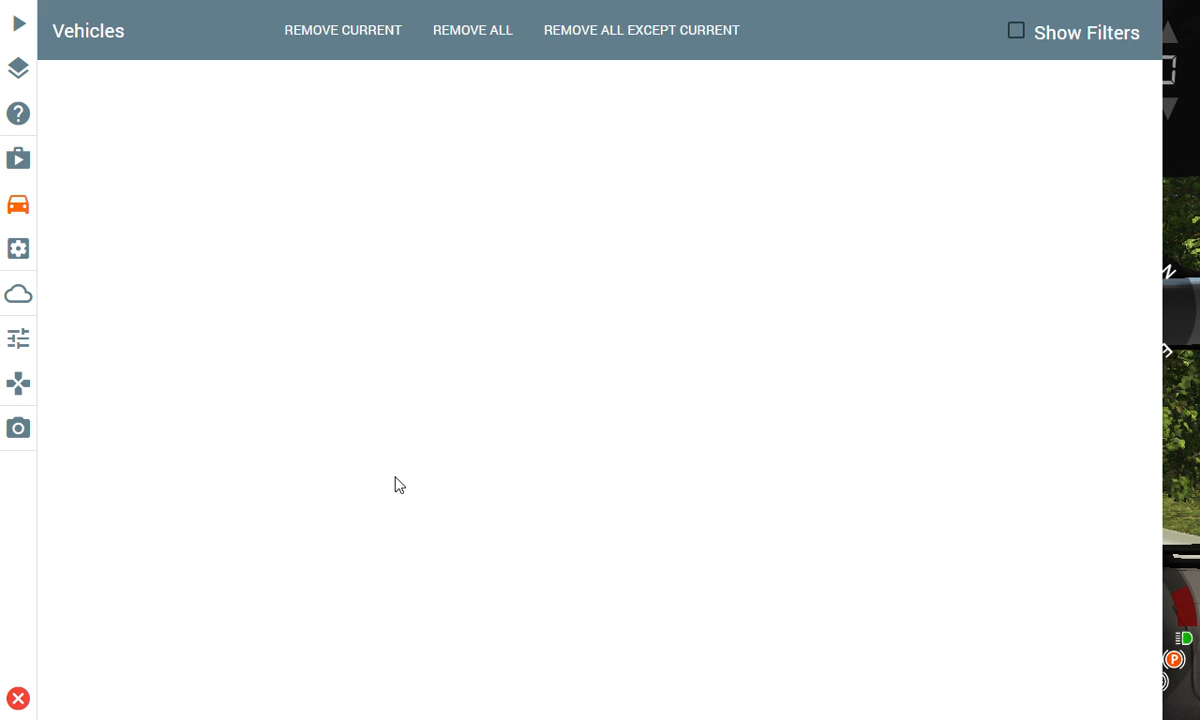 Vehicles
REMOVE CURRENT
REMOVE ALL
REMOVE ALL EXCEPT CURRENT
Show Filters
N
P